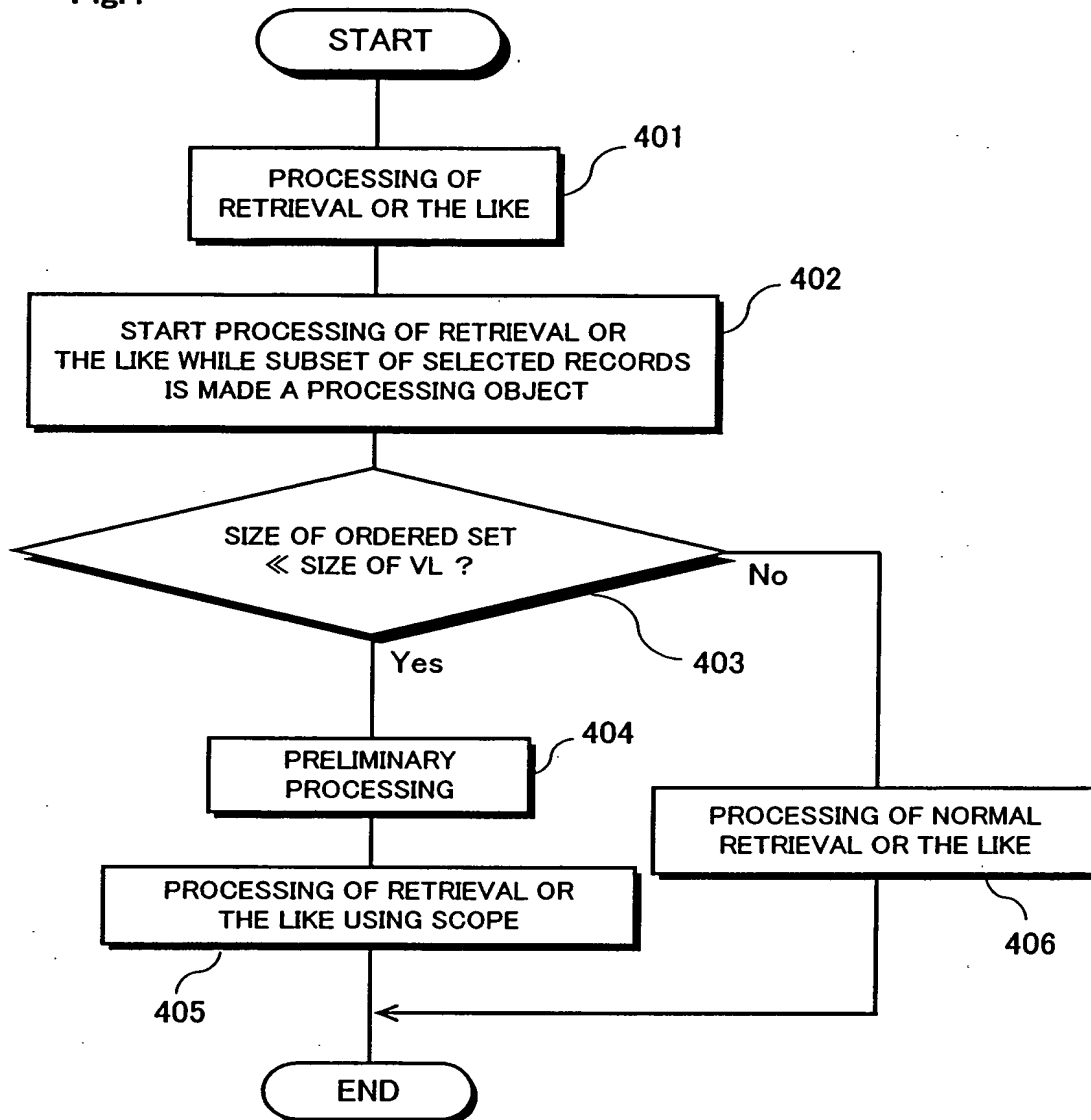 START
401
PROCESSING OF
RETRIEVAL OR THE LIKE
402
START PROCESSING OF RETRIEVAL OR
THE LIKE WHILE SUBSET OF SELECTED RECORDS
IS MADE A PROCESSING OBJECT
SIZE OF ORDERED SET
≪ SIZE OF VL ?
No
Yes
403
404
PRELIMINARY
PROCESSING
PROCESSING OF NORMAL
RETRIEVAL OR THE LIKE
406
PROCESSING OF RETRIEVAL OR
THE LIKE USING SCOPE
405
END